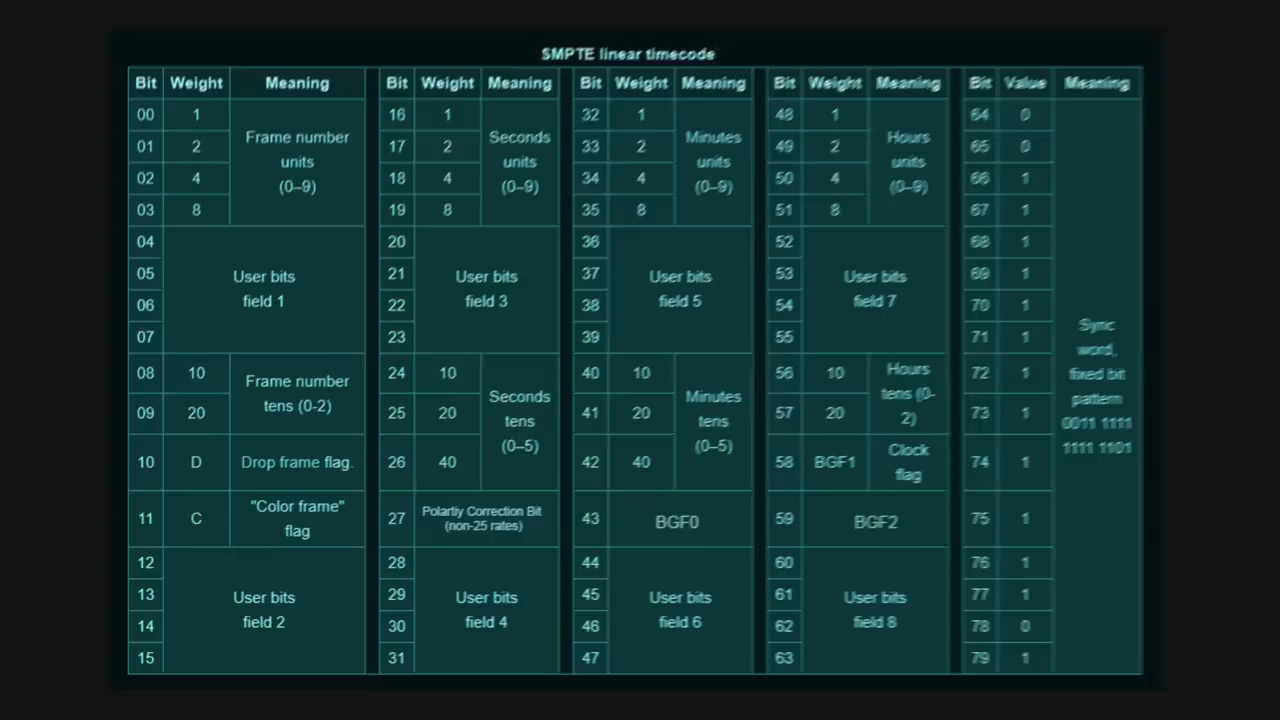 SMPTE linear timecode
Bit Weight Meaning Bit Weight Meaning Bit Weight Meaning Bit Weight Meaning Bit Value Meaning
00 1 16 1 32 1 48 1 64 0
Frame number Seconds Minutes Hours
01 2 17 2 33 2 49 2 65 0
units units units units
02 4 18 4 34 4 50 4 66 1
(0–9) (0–9) (0–9) (0–9)
03 8 19 8 35 8 51 8 67 1
04 20 36 52 68 1
05 21 37 53 69 1
User bits User bits User bits User bits
field 1 field 3 field 5 field 7
06 22 38 54 70 1
Sync
07 23 39 55 71 1
word,
08 10 24 10 40 10 56 10 Hours 72 1 fixed bit
Frame number Seconds Minutes tens (0-
tens (0-2) tens tens 2) pattern
09 20 25 20 41 20 57 20 73 1 0011 1111
(0–5) (0–5) Clock 1111 1101
10 D Drop frame flag. 26 40 42 40 58 BGF1 flag 74 1
"Color frame" Polartiy Correction Bit
11 C flag 27 (non-25 rates) 43 BGF0 59 BGF2 75 1
12 28 44 60 76 1
13 29 45 61 77 1
User bits User bits User bits User bits
field 2 field 4 field 6 field 8
14 30 46 62 78 0
15 31 47 63 79 1